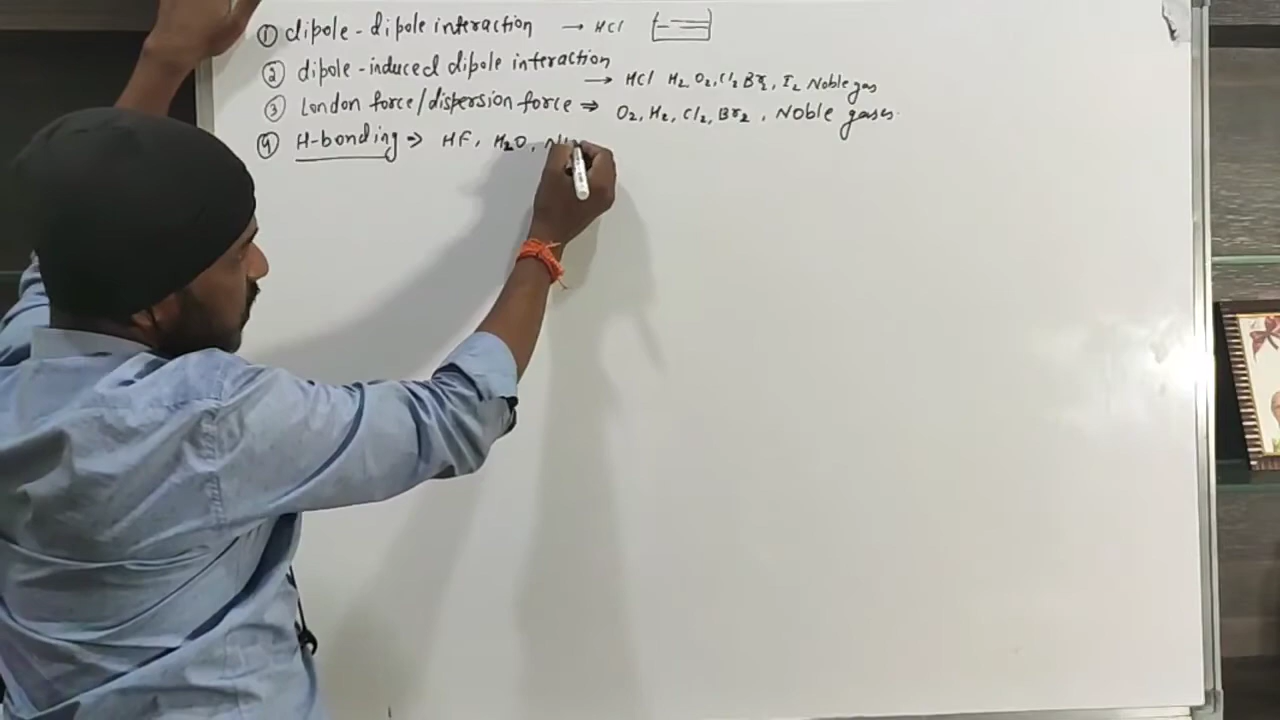 ① dipole-dipole interaction → HCl
② dipole-induced dipole interaction
→ HCl H₂, O₂, Cl₂ Br₂, I₂ Noble gas
③ London force/dispersion force ⇒ O₂, H₂, Cl₂, Br₂, Noble gases.
④ H-bonding ⇒ HF, H₂O, N